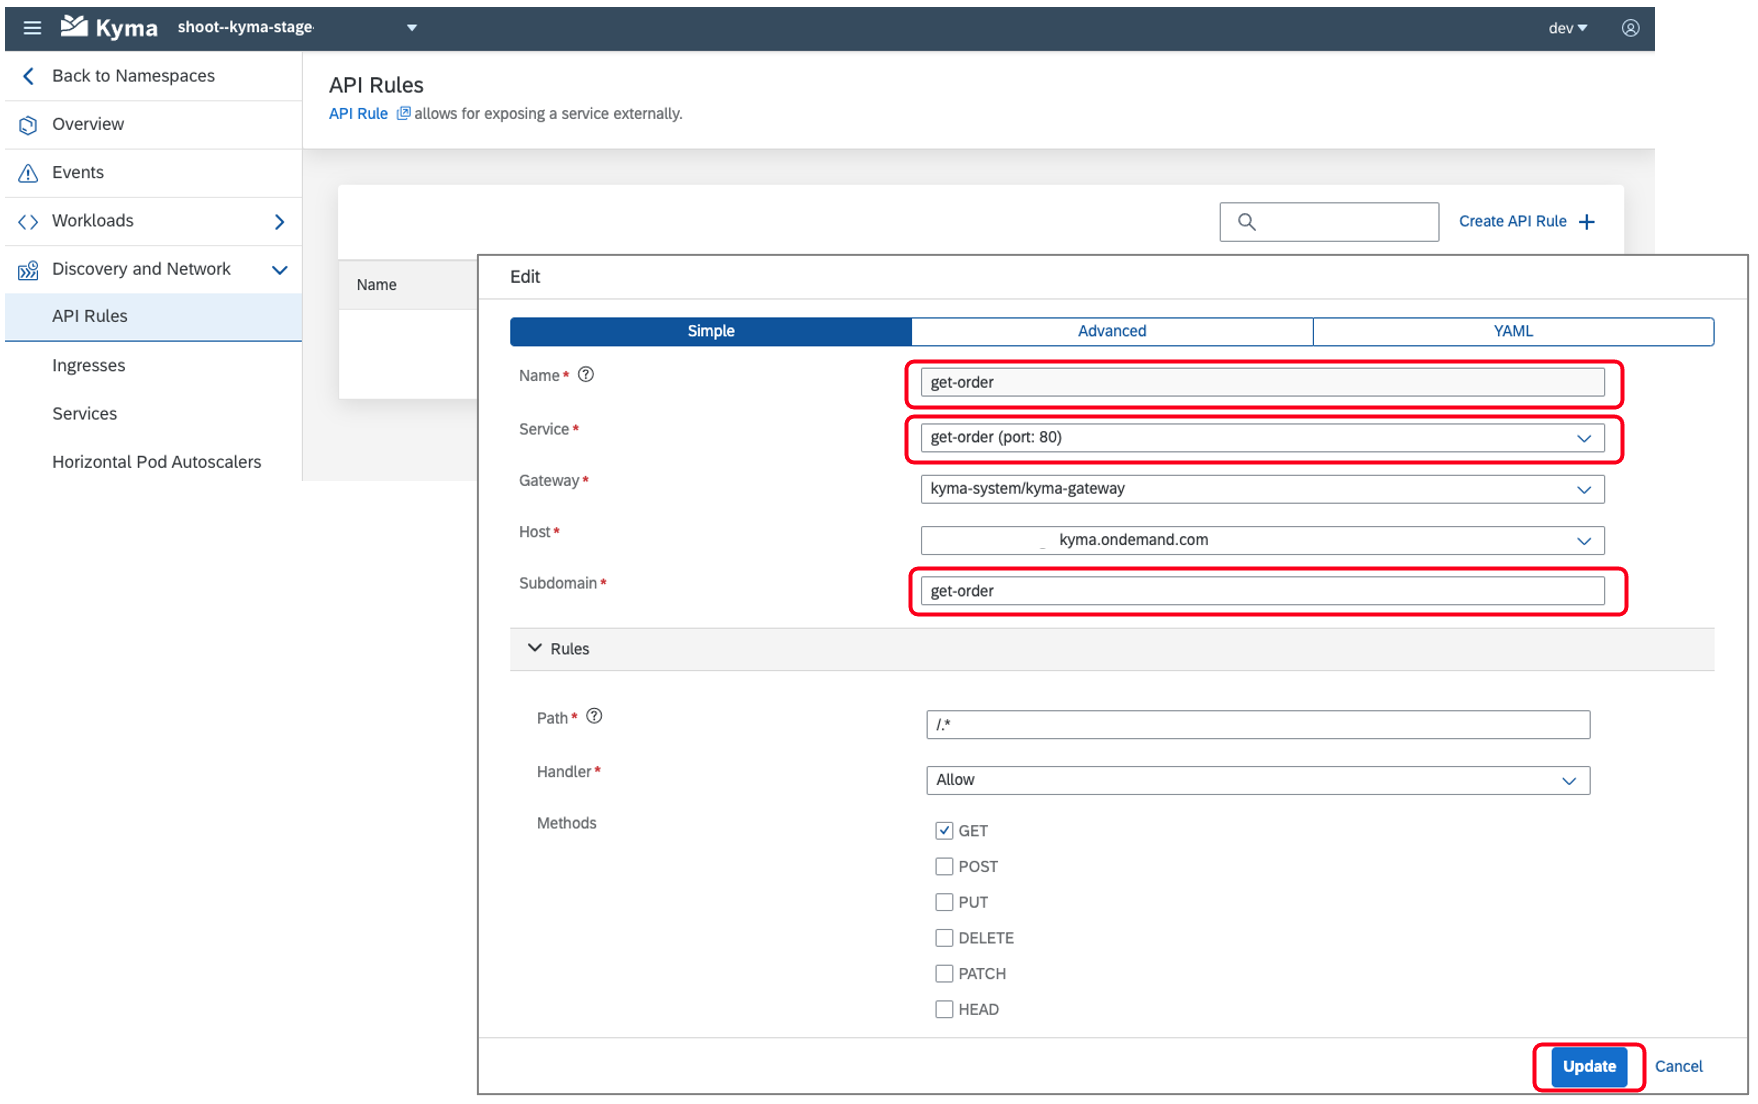 Kyma shoot--kyma-stage- dev
Back to Namespaces
Overview
Events
Workloads
Discovery and Network
API Rules
Ingresses
Services
Horizontal Pod Autoscalers
API Rules
API Rule allows for exposing a service externally.
Create API Rule +
Name
Edit
Simple Advanced YAML
Name* get-order
Service* get-order (port: 80)
Gateway* kyma-system/kyma-gateway
Host* kyma.ondemand.com
Subdomain* get-order
Rules
Path* /.*
Handler* Allow
Methods
GET
POST
PUT
DELETE
PATCH
HEAD
Update Cancel